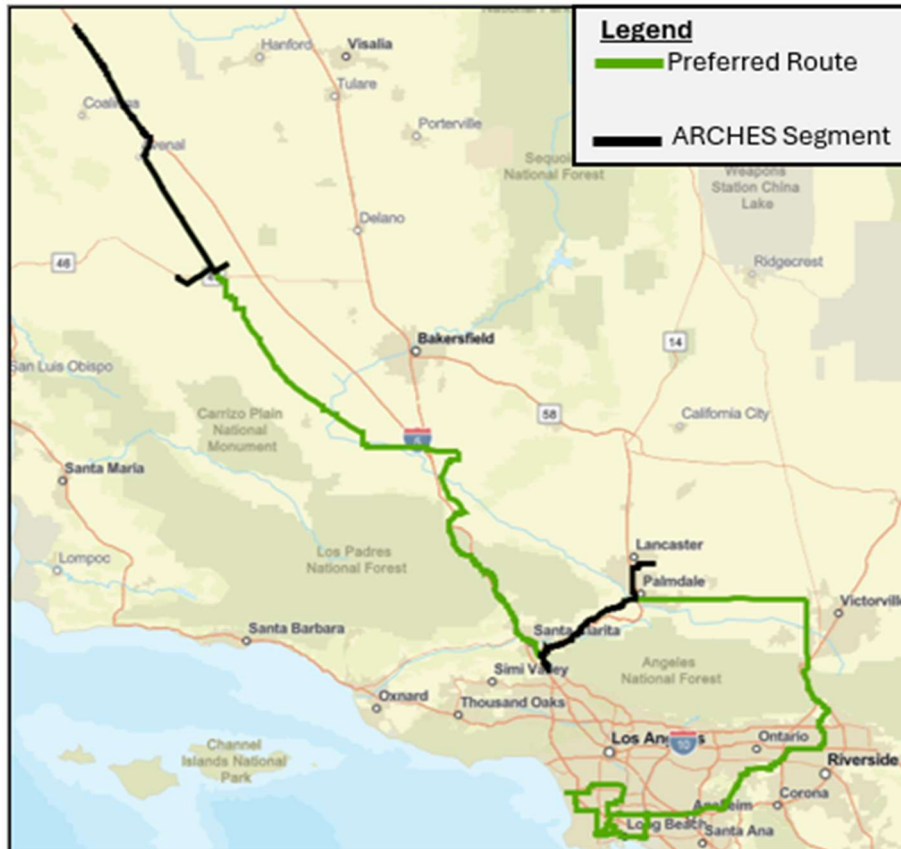 National Park
Legend
Preferred Route
ARCHES Segment
Hanford
Visalia
Tulare
Coalinga
Porterville
Avenal
Sequoia
National Forest
Weapons
Station China
Lake
Delano
46
Ridgecrest
Bakersfield
14
San Luis Obispo
Carrizo Plain
National
Monument
58
California City
5
Santa Maria
Lompoc
Los Padres
National Forest
Lancaster
Palmdale
Victorville
Santa Barbara
Santa Clarita
Simi Valley
Angeles
National Forest
Oxnard
Thousand Oaks
Los Angeles
10
Ontario
Channel
Islands National
Park
Riverside
Corona
Anaheim
Long Beach
Santa Ana